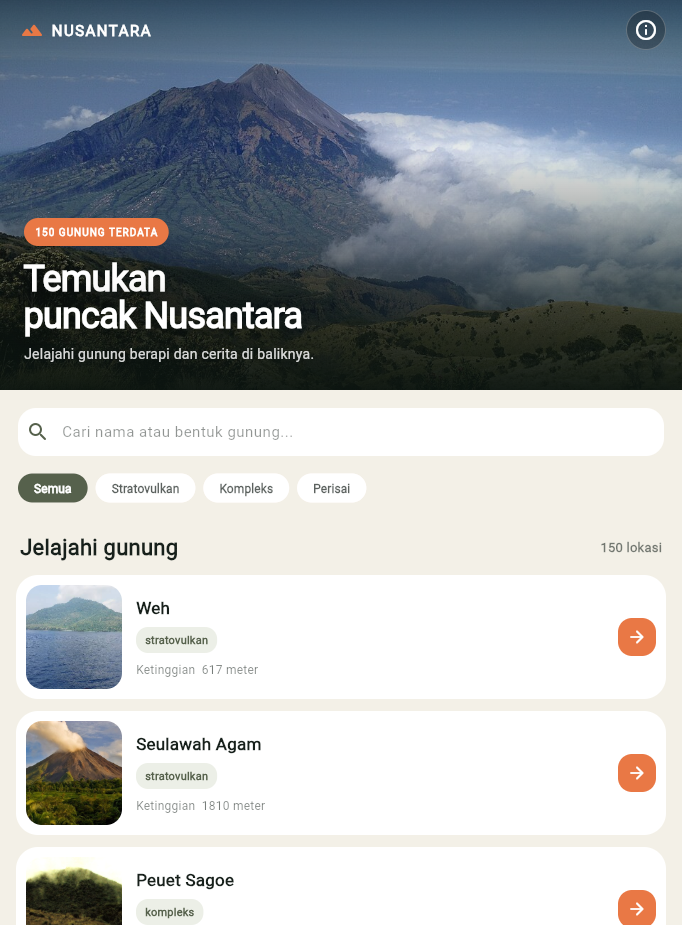 NUSANTARA
150 GUNUNG TERDATA
Temukan
puncak Nusantara
Jelajahi gunung berapi dan cerita di baliknya.
Cari nama atau bentuk gunung...
Semua
Stratovulkan
Kompleks
Perisai
Jelajahi gunung
150 lokasi
Weh
stratovulkan
Ketinggian 617 meter
Seulawah Agam
stratovulkan
Ketinggian 1810 meter
Peuet Sagoe
kompleks